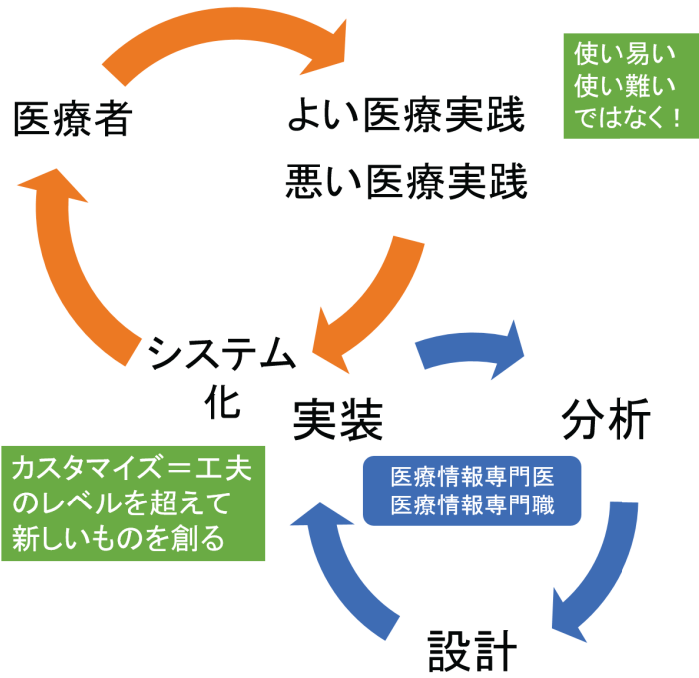 医療者
よい医療実践
悪い医療実践
使い易い
使い難い
ではなく！
システム
化
実装
分析
カスタマイズ＝工夫
のレベルを超えて
新しいものを創る
医療情報専門医
医療情報専門職
設計